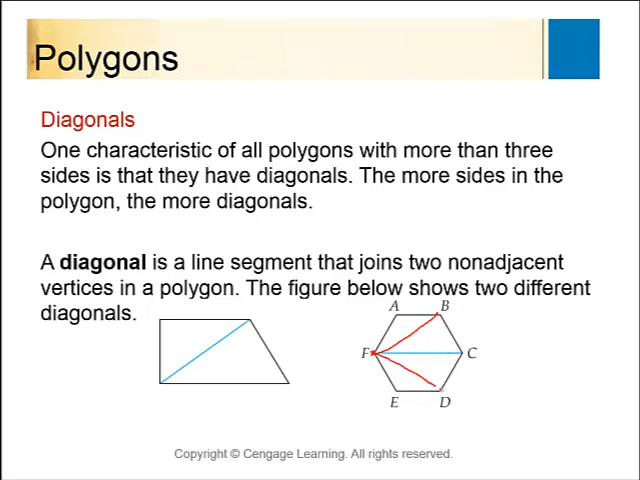 Polygons
Diagonals
One characteristic of all polygons with more than three
sides is that they have diagonals. The more sides in the
polygon, the more diagonals.
A diagonal is a line segment that joins two nonadjacent
vertices in a polygon. The figure below shows two different
diagonals.
A B
F C
E D
Copyright © Cengage Learning. All rights reserved.